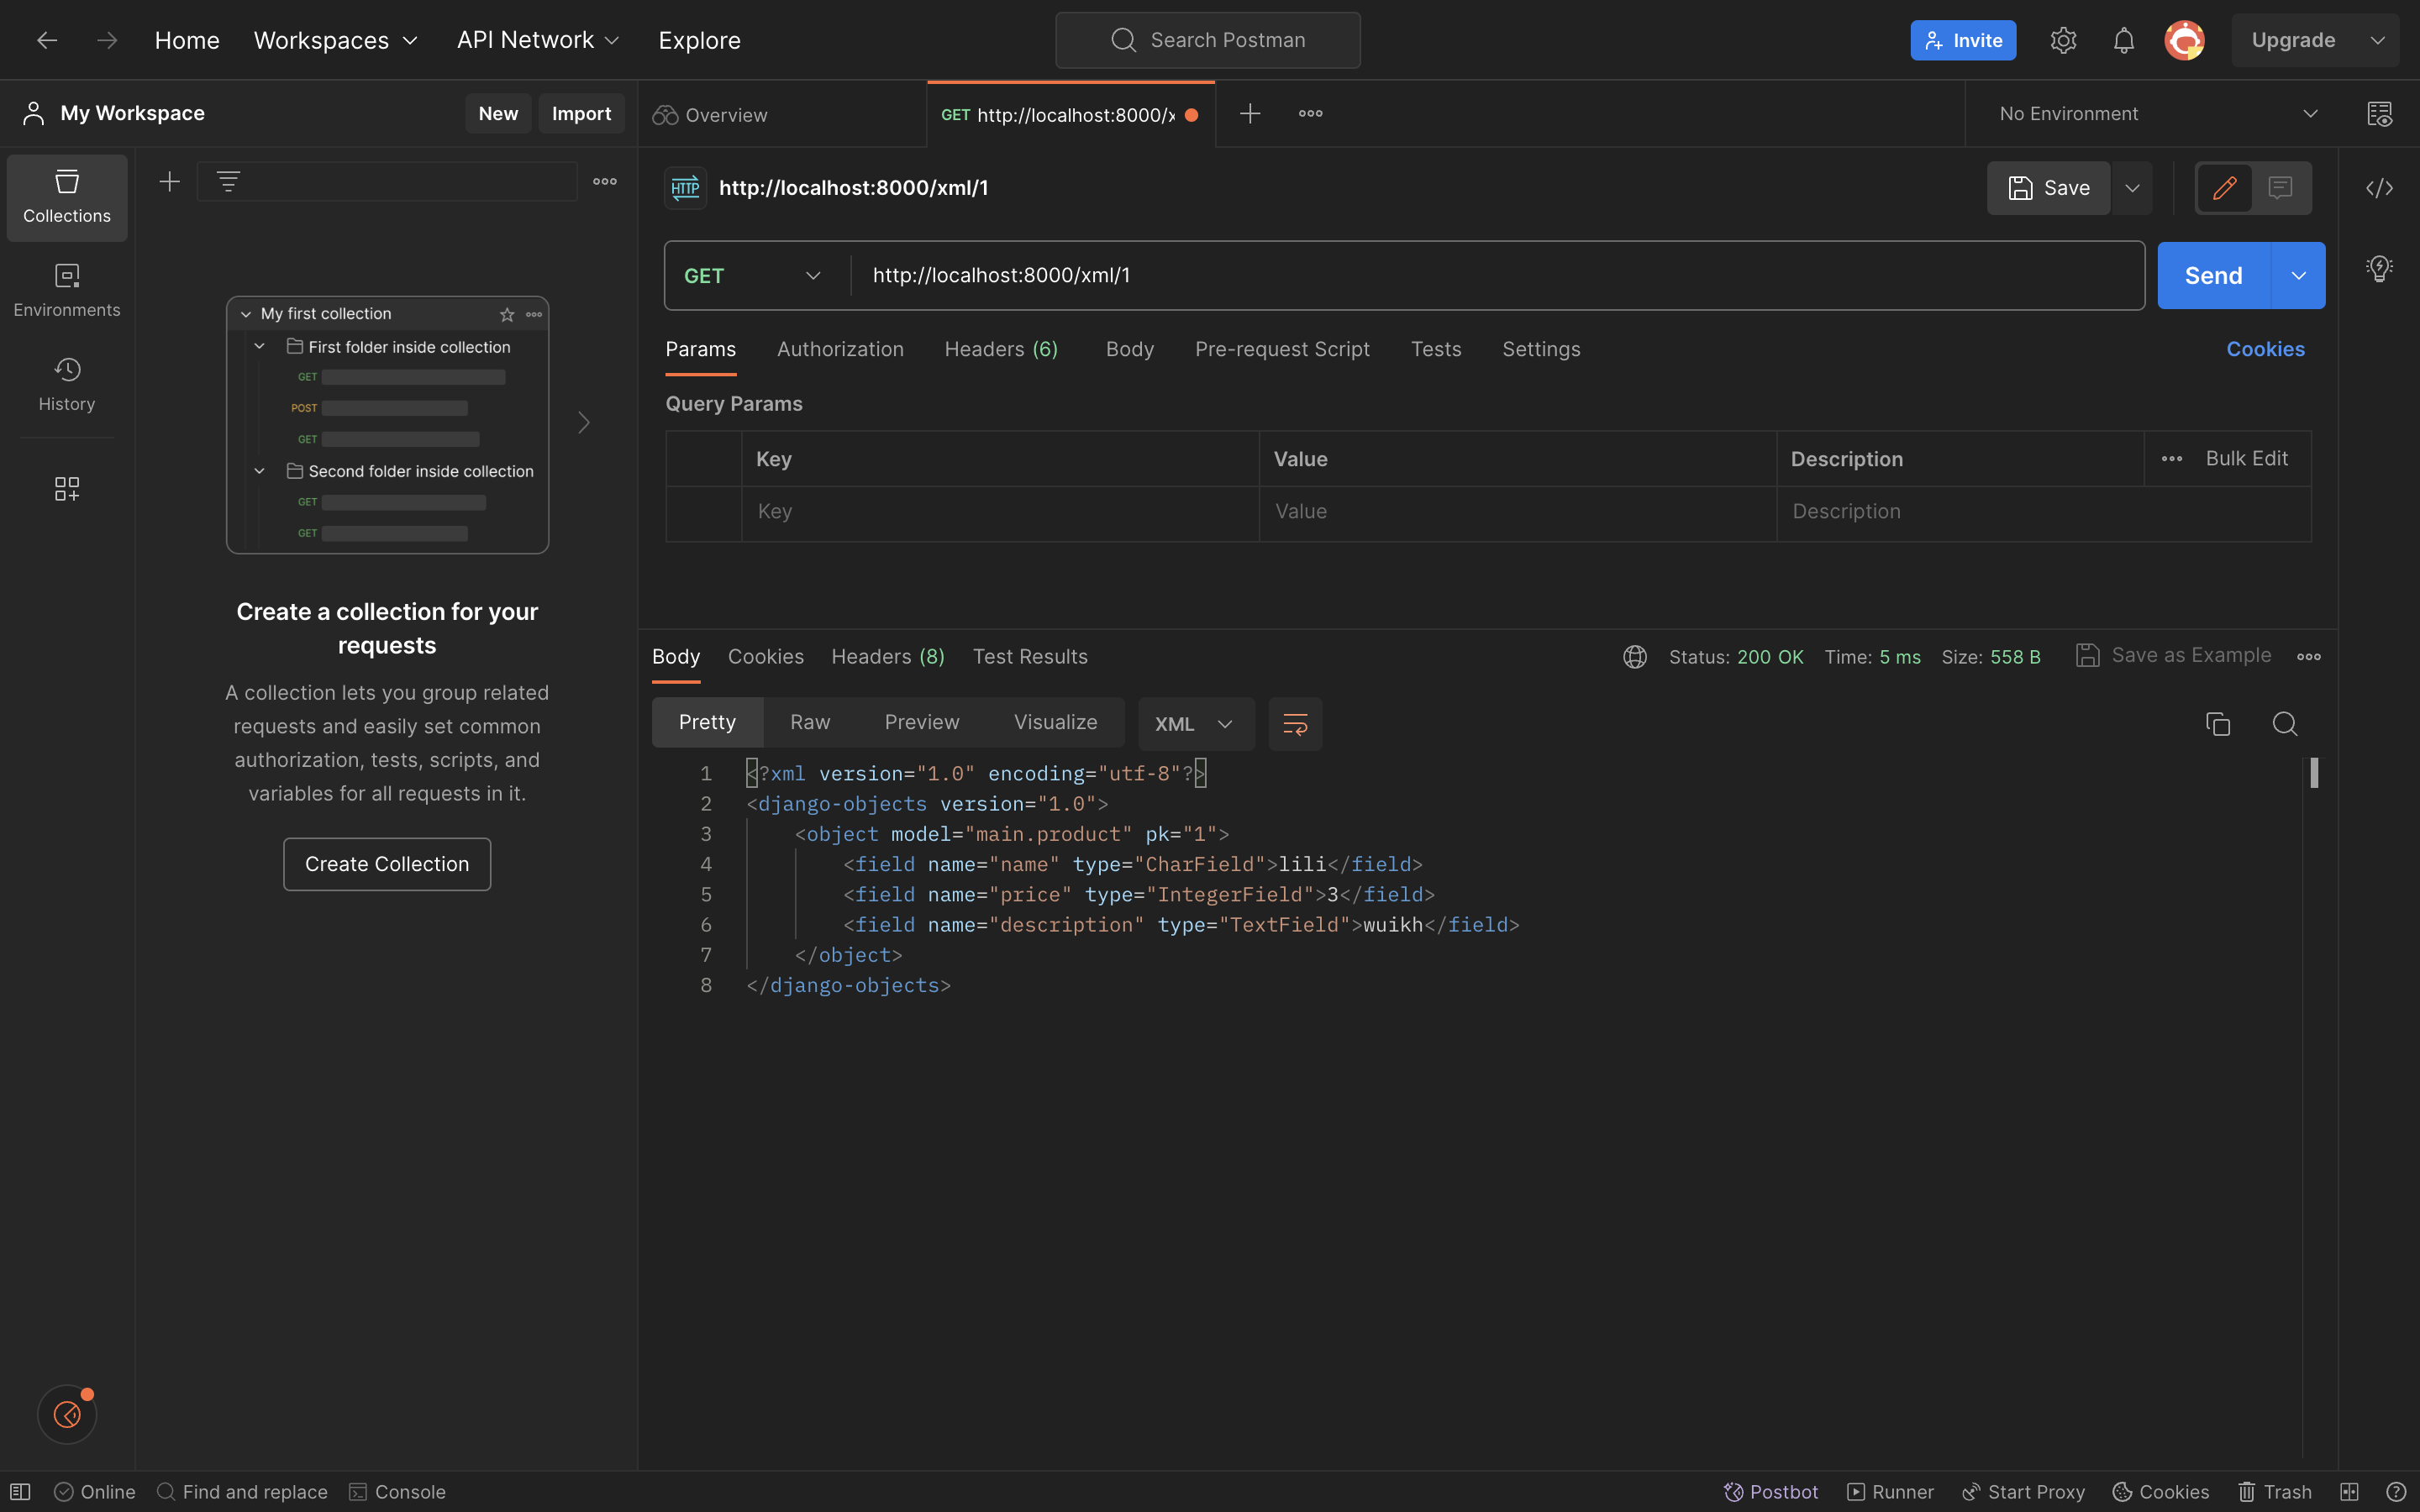 Home Workspaces API Network Explore Search Postman Invite Upgrade
My Workspace New Import Overview GET http://localhost:8000/x No Environment
Collections
Environments
History
My first collection
First folder inside collection
GET
POST
GET
Second folder inside collection
GET
GET
Create a collection for your
requests
A collection lets you group related
requests and easily set common
authorization, tests, scripts, and
variables for all requests in it.
Create Collection
HTTP http://localhost:8000/xml/1 Save
GET http://localhost:8000/xml/1 Send
Params Authorization Headers (6) Body Pre-request Script Tests Settings Cookies
Query Params
Key Value Description Bulk Edit
Key Value Description
Body Cookies Headers (8) Test Results Status: 200 OK Time: 5 ms Size: 558 B Save as Example
Pretty Raw Preview Visualize XML
1 <?xml version="1.0" encoding="utf-8"?>
2 <django-objects version="1.0">
3 <object model="main.product" pk="1">
4 <field name="name" type="CharField">lili</field>
5 <field name="price" type="IntegerField">3</field>
6 <field name="description" type="TextField">wuikh</field>
7 </object>
8 </django-objects>
Online Find and replace Console Postbot Runner Start Proxy Cookies Trash